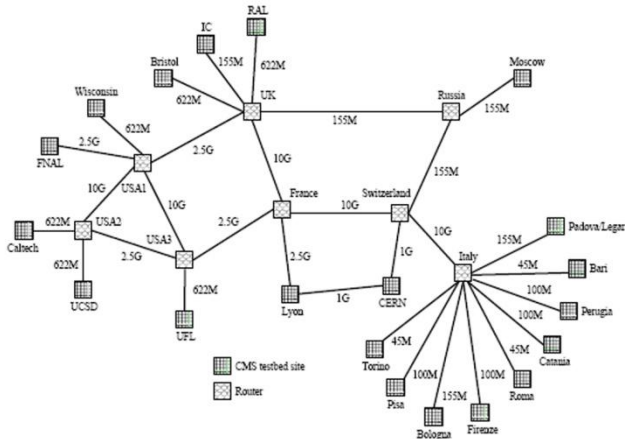 RAL
IC
155M
622M
Bristol
622M
UK
Moscow
Russia
155M
155M
Wisconsin
622M
2.5G
FNAL
USA1
2.5G
10G
10G
10G
155M
France
Switzerland
10G
2.5G
622M
USA2
Caltech
USA3
2.5G
622M
UCSD
622M
UFL
2.5G
1G
Lyon
1G
CERN
10G
Italy
155M
Padova/Legar
45M
Bari
100M
Perugia
100M
Catania
45M
Roma
100M
Firenze
155M
Bologna
100M
Pisa
45M
Torino
CMS testbed site
Router